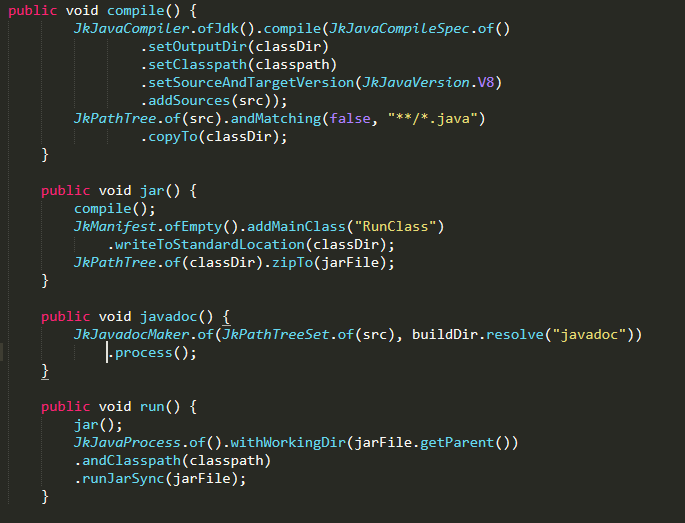 public void compile() {
        JkJavaCompiler.ofJdk().compile(JkJavaCompileSpec.of()
                .setOutputDir(classDir)
                .setClasspath(classpath)
                .setSourceAndTargetVersion(JkJavaVersion.V8)
                .addSources(src));
        JkPathTree.of(src).andMatching(false, "**/*.java")
                .copyTo(classDir);
    }

    public void jar() {
        compile();
        JkManifest.ofEmpty().addMainClass("RunClass")
            .writeToStandardLocation(classDir);
        JkPathTree.of(classDir).zipTo(jarFile);
    }

    public void javadoc() {
        JkJavadocMaker.of(JkPathTreeSet.of(src), buildDir.resolve("javadoc"))
            .process();
    }

    public void run() {
        jar();
        JkJavaProcess.of().withWorkingDir(jarFile.getParent())
        .andClasspath(classpath)
        .runJarSync(jarFile);
    }